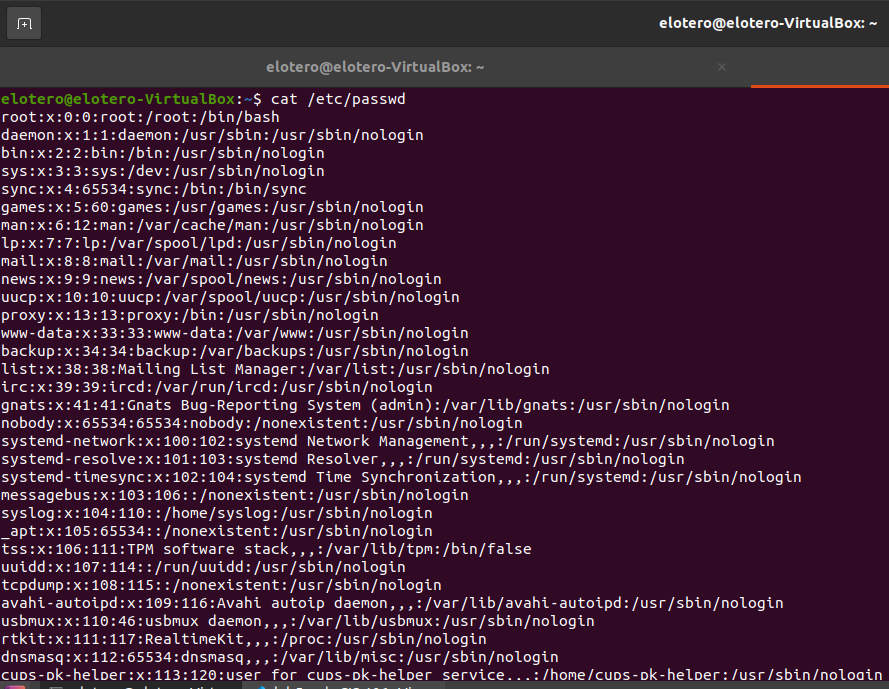 elotero@elotero-VirtualBox: ~
elotero@elotero-VirtualBox: ~
elotero@elotero-VirtualBox:~$ cat /etc/passwd
root:x:0:0:root:/root:/bin/bash
daemon:x:1:1:daemon:/usr/sbin:/usr/sbin/nologin
bin:x:2:2:bin:/bin:/usr/sbin/nologin
sys:x:3:3:sys:/dev:/usr/sbin/nologin
sync:x:4:65534:sync:/bin:/bin/sync
games:x:5:60:games:/usr/games:/usr/sbin/nologin
man:x:6:12:man:/var/cache/man:/usr/sbin/nologin
lp:x:7:7:lp:/var/spool/lpd:/usr/sbin/nologin
mail:x:8:8:mail:/var/mail:/usr/sbin/nologin
news:x:9:9:news:/var/spool/news:/usr/sbin/nologin
uucp:x:10:10:uucp:/var/spool/uucp:/usr/sbin/nologin
proxy:x:13:13:proxy:/bin:/usr/sbin/nologin
www-data:x:33:33:www-data:/var/www:/usr/sbin/nologin
backup:x:34:34:backup:/var/backups:/usr/sbin/nologin
list:x:38:38:Mailing List Manager:/var/list:/usr/sbin/nologin
irc:x:39:39:ircd:/var/run/ircd:/usr/sbin/nologin
gnats:x:41:41:Gnats Bug-Reporting System (admin):/var/lib/gnats:/usr/sbin/nologin
nobody:x:65534:65534:nobody:/nonexistent:/usr/sbin/nologin
systemd-network:x:100:102:systemd Network Management,,,:/run/systemd:/usr/sbin/nologin
systemd-resolve:x:101:103:systemd Resolver,,,:/run/systemd:/usr/sbin/nologin
systemd-timesync:x:102:104:systemd Time Synchronization,,,:/run/systemd:/usr/sbin/nologin
messagebus:x:103:106::/nonexistent:/usr/sbin/nologin
syslog:x:104:110::/home/syslog:/usr/sbin/nologin
_apt:x:105:65534::/nonexistent:/usr/sbin/nologin
tss:x:106:111:TPM software stack,,,:/var/lib/tpm:/bin/false
uuidd:x:107:114::/run/uuidd:/usr/sbin/nologin
tcpdump:x:108:115::/nonexistent:/usr/sbin/nologin
avahi-autoipd:x:109:116:Avahi autoip daemon,,,:/var/lib/avahi-autoipd:/usr/sbin/nologin
usbmux:x:110:46:usbmux daemon,,,:/var/lib/usbmux:/usr/sbin/nologin
rtkit:x:111:117:RealtimeKit,,,:/proc:/usr/sbin/nologin
dnsmasq:x:112:65534:dnsmasq,,,:/var/lib/misc:/usr/sbin/nologin
cups-pk-helper:x:113:120:user for cups-pk-helper service,,,:/home/cups-pk-helper:/usr/sbin/nologin